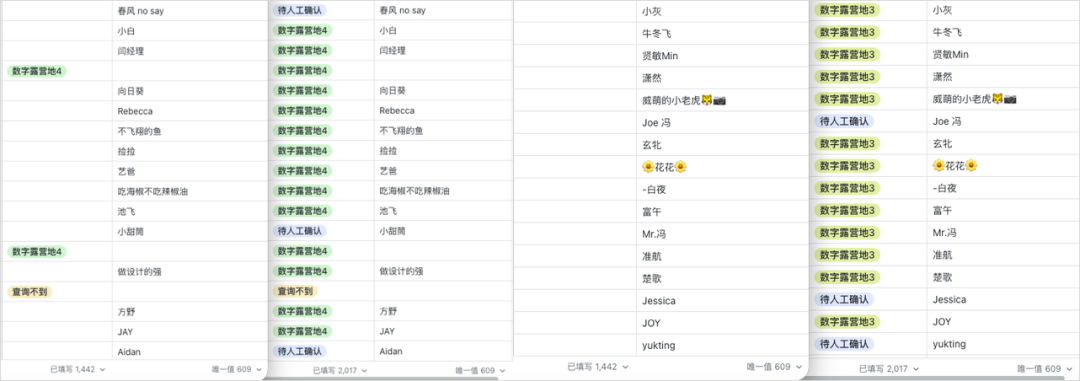 春风 no say
小白
闫经理
数字露营地4
向日葵
Rebecca
不飞翔的鱼
捡捡
艺爸
吃海椒不吃辣椒油
池飞
小甜筒
数字露营地4
做设计的强
查询不到
方野
JAY
Aidan
已填写 1,442
唯一值 609
待人工确认 春风 no say
数字露营地4 小白
数字露营地4 闫经理
数字露营地4
数字露营地4 向日葵
数字露营地4 Rebecca
数字露营地4 不飞翔的鱼
数字露营地4 捡捡
数字露营地4 艺爸
数字露营地4 吃海椒不吃辣椒油
数字露营地4 池飞
待人工确认 小甜筒
数字露营地4
数字露营地4 做设计的强
查询不到
数字露营地4 方野
数字露营地4 JAY
待人工确认 Aidan
已填写 2,017
唯一值 609
小灰
牛冬飞
贤敏Min
潇然
威萌的小老虎🐯📷
Joe 冯
玄牝
🌻花花🌻
-白夜
富午
Mr.冯
准航
楚歌
Jessica
JOY
yukting
已填写 1,442
唯一值 609
数字露营地3 小灰
数字露营地3 牛冬飞
数字露营地3 贤敏Min
数字露营地3 潇然
数字露营地3 威萌的小老虎🐯📷
待人工确认 Joe 冯
数字露营地3 玄牝
数字露营地3 🌻花花🌻
数字露营地3 -白夜
数字露营地3 富午
数字露营地3 Mr.冯
数字露营地3 准航
数字露营地3 楚歌
待人工确认 Jessica
数字露营地3 JOY
待人工确认 yukting
已填写 2,017
唯一值 609